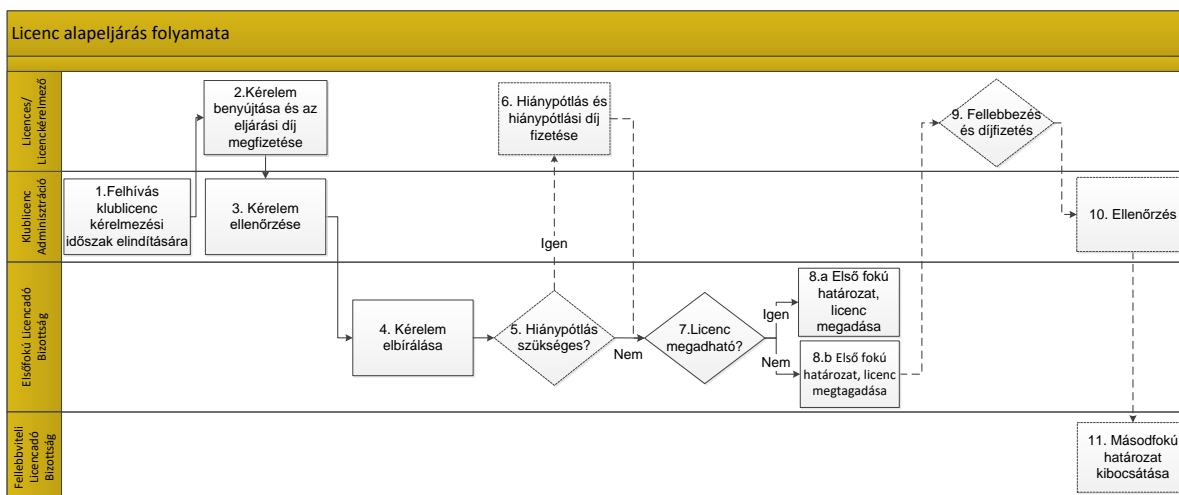 Licenc alapeljárás folyamata
Licences/
Licenckérelmező
2.Kérelem
benyújtása és az
eljárási díj
megfizetése
6. Hiánypótlás és
hiánypótlási díj
fizetése
9. Fellebbezés
és díjfizetés
Klublicenc
Adminisztráció
1.Felhívás
klublicenc
kérelmezési
időszak elindítására
3. Kérelem
ellenőrzése
Igen
10. Ellenőrzés
Elsőfokú Licencadó
Bizottság
4. Kérelem
elbírálása
5. Hiánypótlás
szükséges?
Nem
7.Licenc
megadható?
Igen
Nem
8.a Első fokú
határozat,
licenc
megadása
8.b Első fokú
határozat, licenc
megtagadása
Fellebbviteli
Licencadó
Bizottság
11. Másodfokú
határozat
kibocsátása